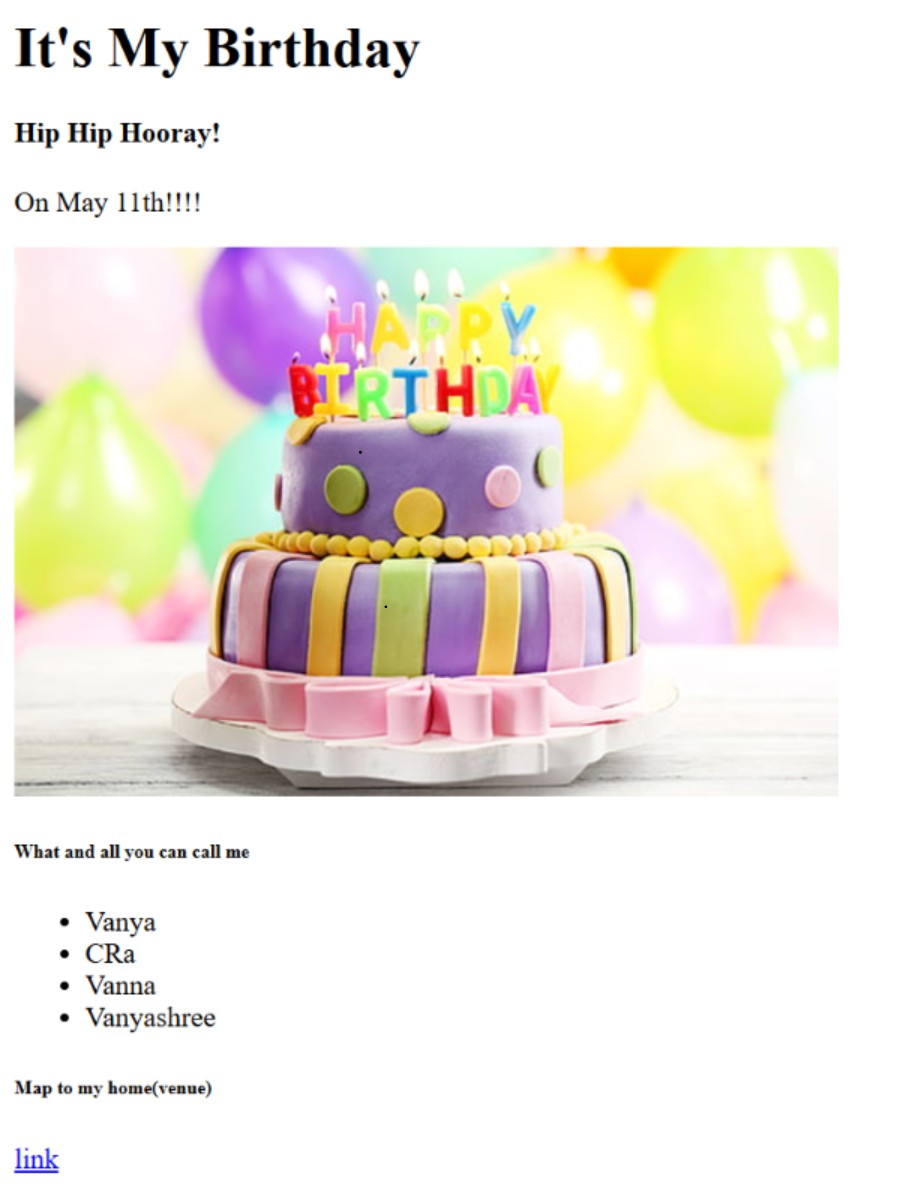 It's My Birthday
Hip Hip Hooray!
On May 11th!!!!
HAPPY
BIRTHDAY
What and all you can call me
Vanya
CRa
Vanna
Vanyashree
Map to my home(venue)
link